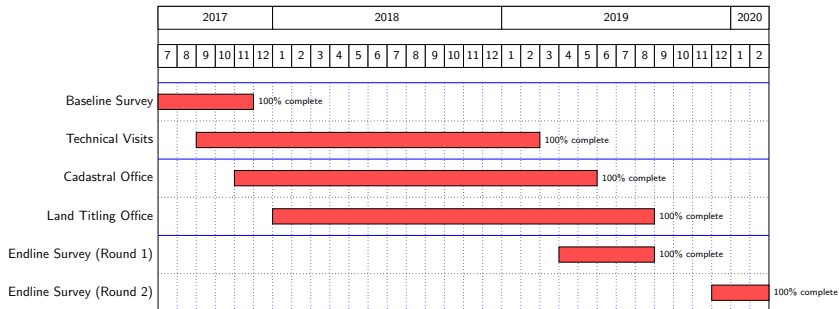 2017 2018 2019 2020
7 8 9 10 11 12 1 2 3 4 5 6 7 8 9 10 11 12 1 2 3 4 5 6 7 8 9 10 11 12 1 2
Baseline Survey 100% complete
Technical Visits 100% complete
Cadastral Office 100% complete
Land Titling Office 100% complete
Endline Survey (Round 1) 100% complete
Endline Survey (Round 2) 100% complete